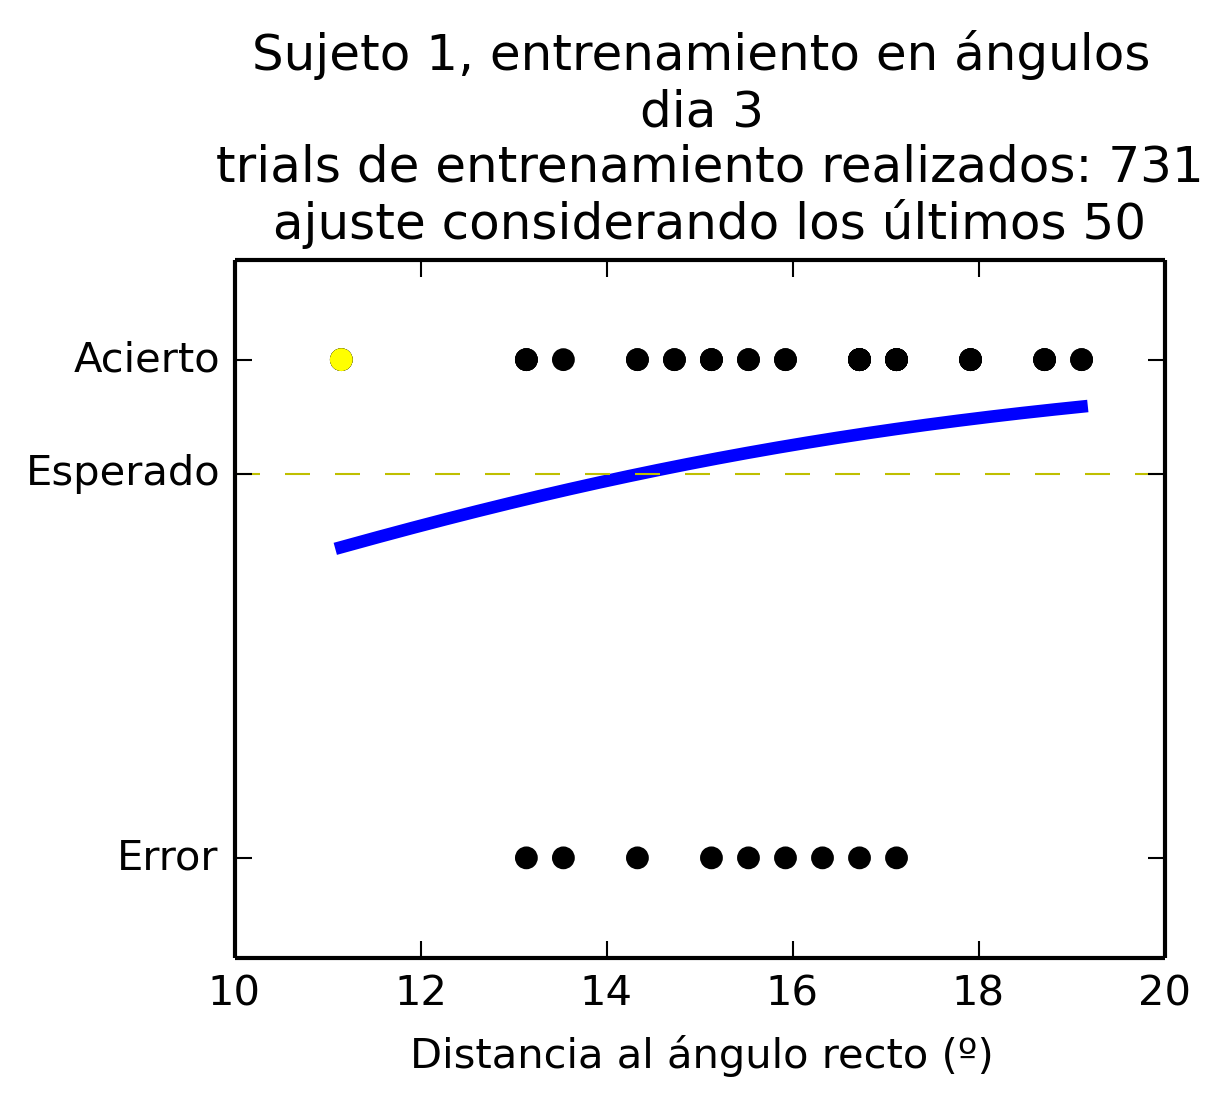 Sujeto 1, entrenamiento en ángulos
dia 3
trials de entrenamiento realizados: 731
ajuste considerando los últimos 50
Acierto
Esperado
Error
10 12 14 16 18 20
Distancia al ángulo recto (º)